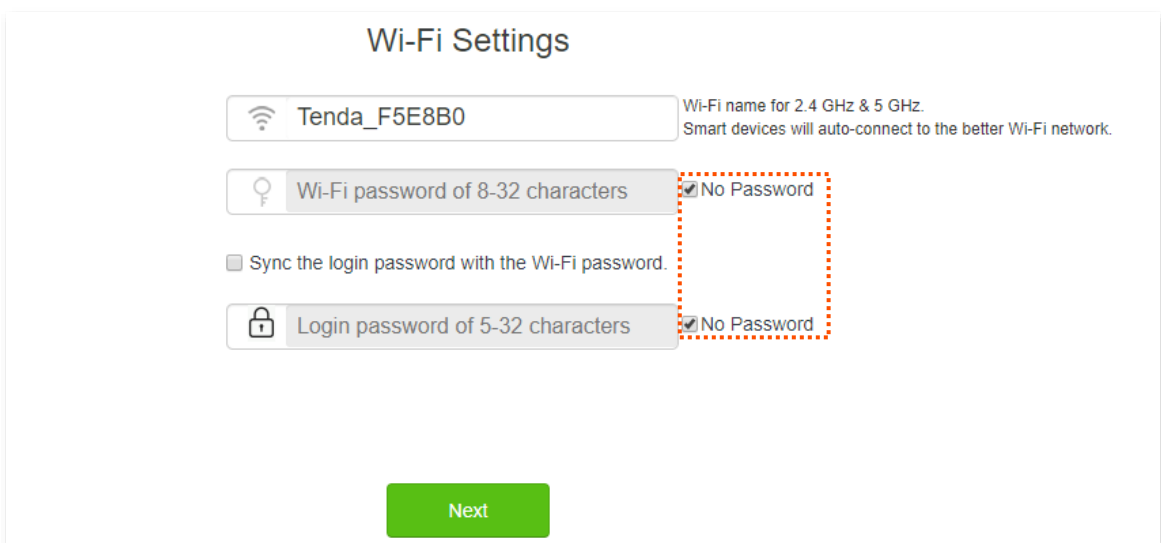 Wi-Fi Settings
Tenda_F5E8B0
Wi-Fi name for 2.4 GHz & 5 GHz.
Smart devices will auto-connect to the better Wi-Fi network.
Wi-Fi password of 8-32 characters
No Password
Sync the login password with the Wi-Fi password.
Login password of 5-32 characters
No Password
Next